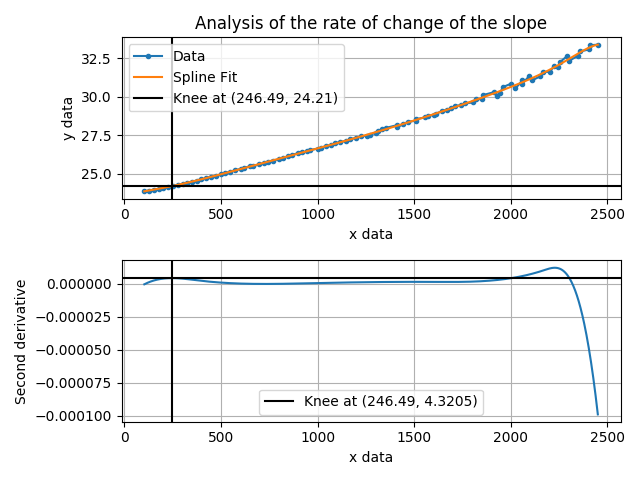 Analysis of the rate of change of the slope
Data
Spline Fit
Knee at (246.49, 24.21)
32.5
30.0
27.5
25.0
y data
0 500 1000 1500 2000 2500
x data
0.000000
−0.000025
−0.000050
−0.000075
−0.000100
Second derivative
Knee at (246.49, 4.3205)
0 500 1000 1500 2000 2500
x data